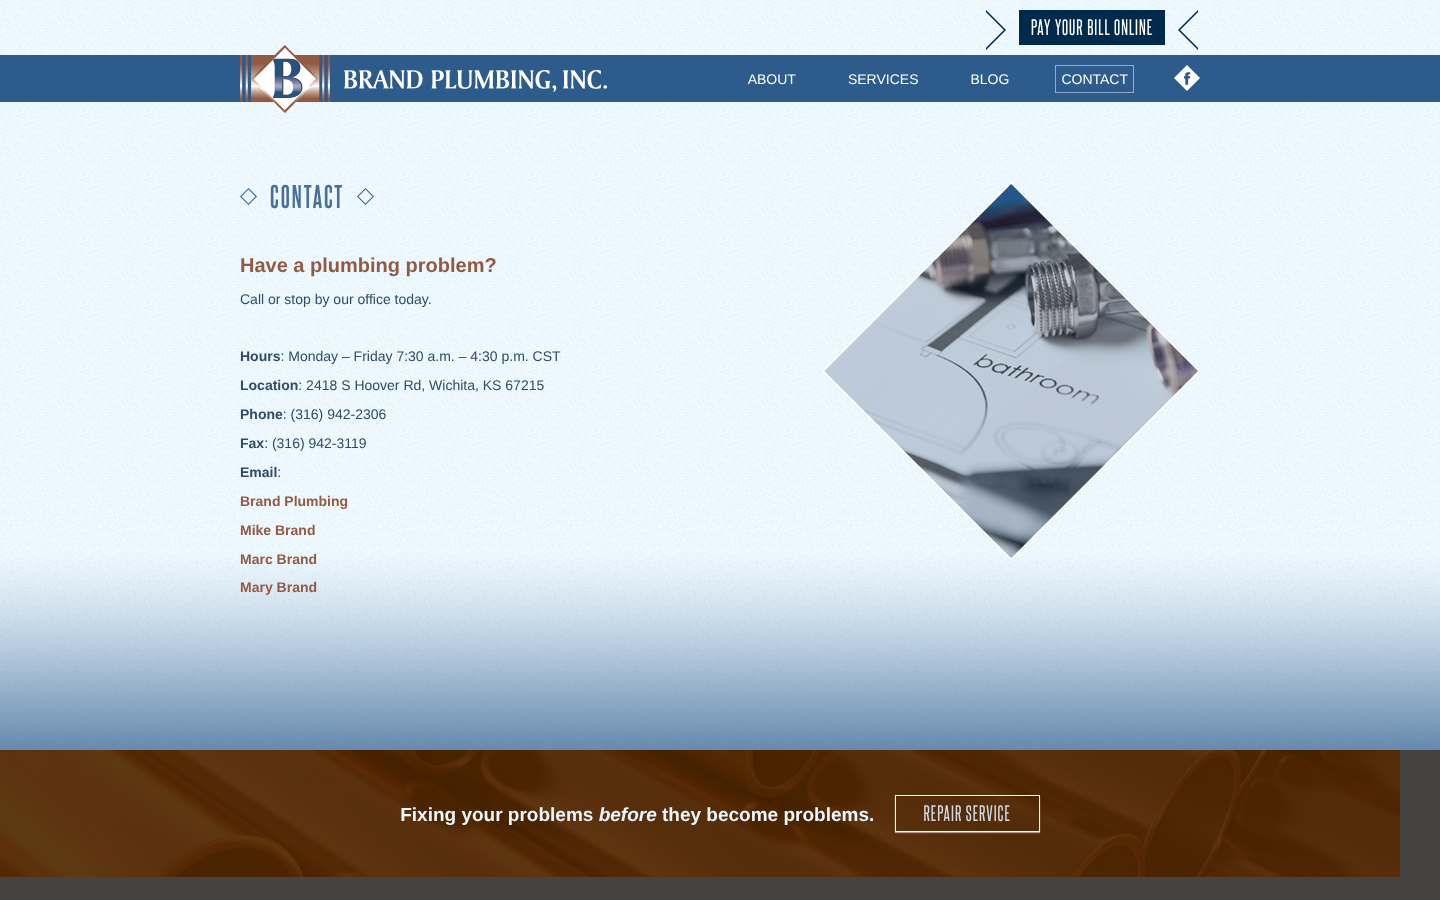 PAY YOUR BILL ONLINE
B BRAND PLUMBING, INC.
ABOUT SERVICES BLOG CONTACT f
CONTACT
Have a plumbing problem?
Call or stop by our office today.
Hours: Monday – Friday 7:30 a.m. – 4:30 p.m. CST
Location: 2418 S Hoover Rd, Wichita, KS 67215
Phone: (316) 942-2306
Fax: (316) 942-3119
Email:
Brand Plumbing
Mike Brand
Marc Brand
Mary Brand
bathroom
Fixing your problems before they become problems.
REPAIR SERVICE